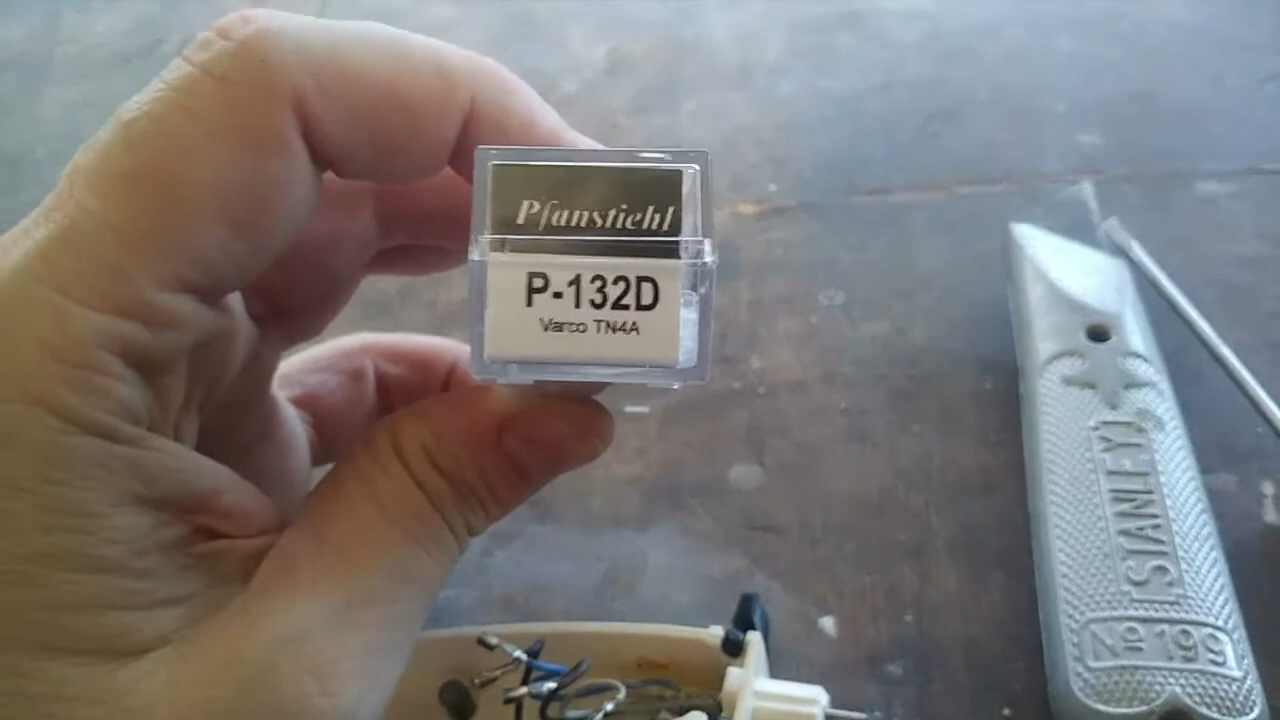 Pfanstiehl
P-132D
Varco TN4A
STANLEY
No 199